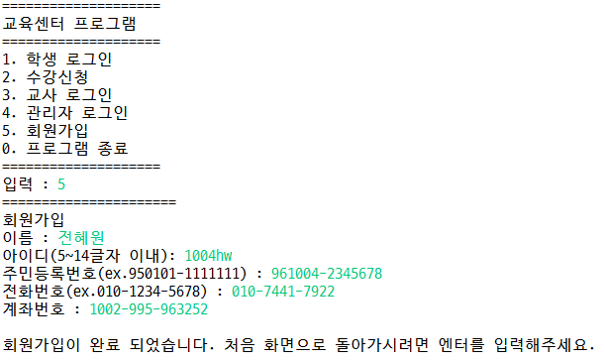 ====================
교육센터 프로그램
====================
1. 학생 로그인
2. 수강신청
3. 교사 로그인
4. 관리자 로그인
5. 회원가입
0. 프로그램 종료
====================
입력 : 5
======================
회원가입
이름 : 전혜원
아이디(5~14글자 이내): 1004hw
주민등록번호(ex.950101-1111111) : 961004-2345678
전화번호(ex.010-1234-5678) : 010-7441-7922
계좌번호 : 1002-995-963252
회원가입이 완료 되었습니다. 처음 화면으로 돌아가시려면 엔터를 입력해주세요.